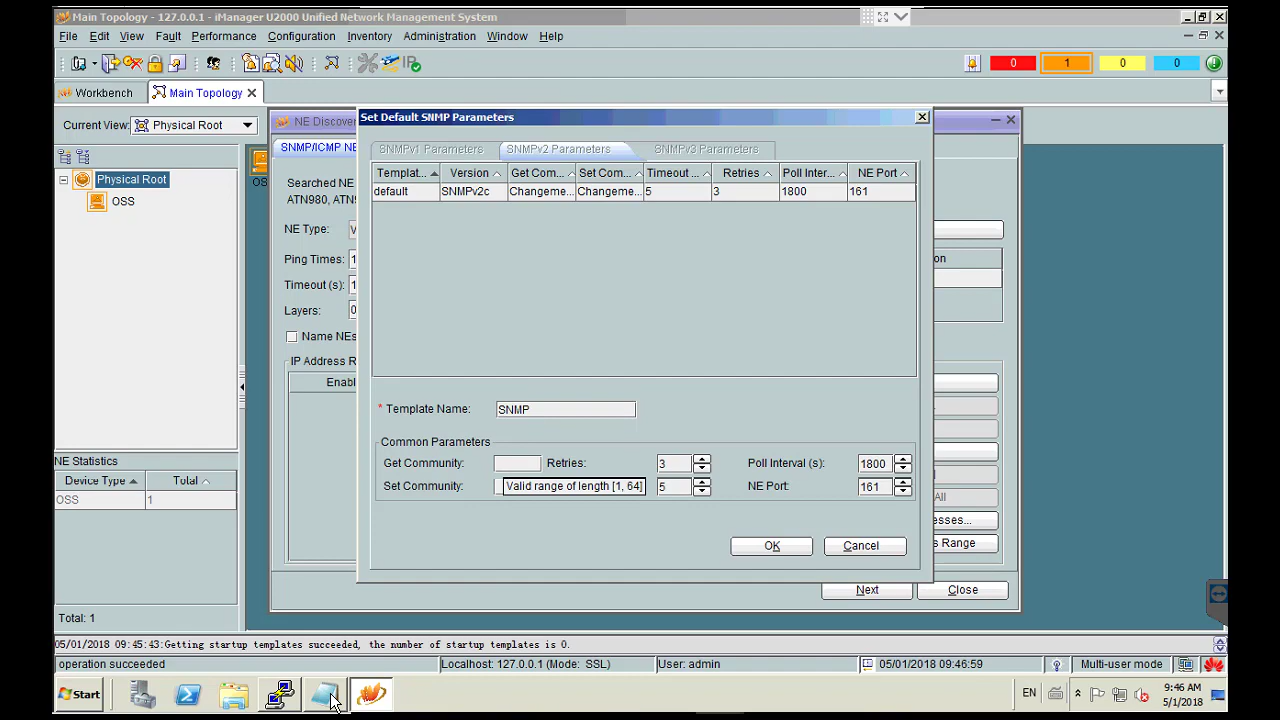 Main Topology - 127.0.0.1 - iManager U2000 Unified Network Management System
File Edit View Fault Performance Configuration Inventory Administration Window Help
0 1 0 0
Workbench Main Topology
Current View: Physical Root
Physical Root
OSS
NE Statistics
Device Type Total
OSS 1
Total: 1
NE Discover
SNMP/ICMP NE
Searched NE
ATN980, ATN9
NE Type: V
Ping Times: 1
Timeout (s): 1
Layers: 0
Name NEs
IP Address R
Enabl
on
All
esses...
s Range
Next Close
Set Default SNMP Parameters
SNMPv1 Parameters SNMPv2 Parameters SNMPv3 Parameters
Templat... Version Get Com... Set Com... Timeout ... Retries Poll Inter... NE Port
default SNMPv2c Changeme... Changeme... 5 3 1800 161
* Template Name: SNMP
Common Parameters
Get Community: Retries: 3 Poll Interval (s): 1800
Set Community: Valid range of length [1, 64] 5 NE Port: 161
OK Cancel
05/01/2018 09:45:43:Getting startup templates succeeded, the number of startup templates is 0.
operation succeeded Localhost: 127.0.0.1 (Mode: SSL) User: admin 05/01/2018 09:46:59 Multi-user mode
Start EN 9:46 AM
5/1/2018